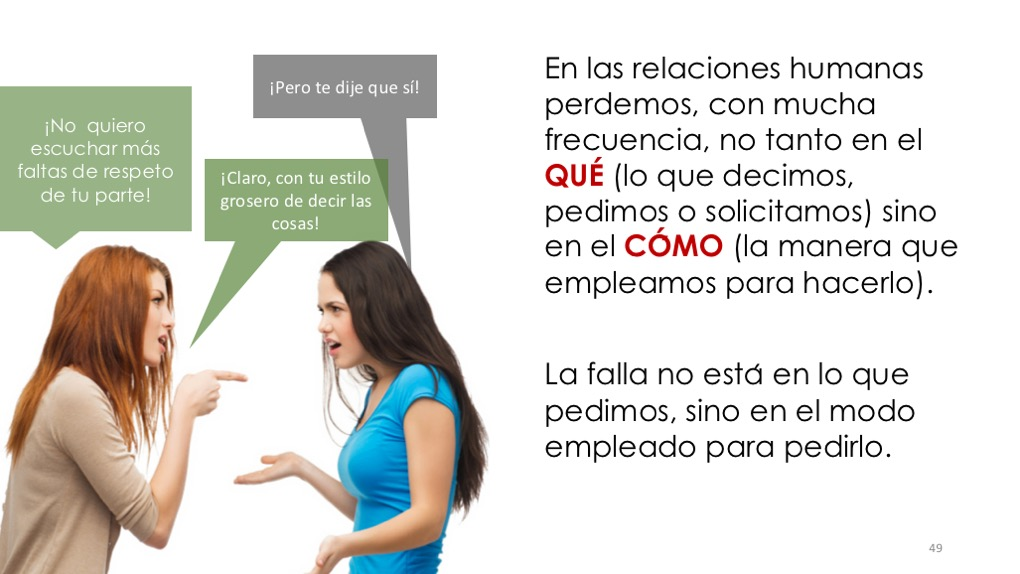 ¡No quiero
escuchar más
faltas de respeto
de tu parte!
¡Pero te dije que sí!
¡Claro, con tu estilo
grosero de decir las
cosas!
En las relaciones humanas
perdemos, con mucha
frecuencia, no tanto en el
QUÉ (lo que decimos,
pedimos o solicitamos) sino
en el CÓMO (la manera que
empleamos para hacerlo).
La falla no está en lo que
pedimos, sino en el modo
empleado para pedirlo.
49